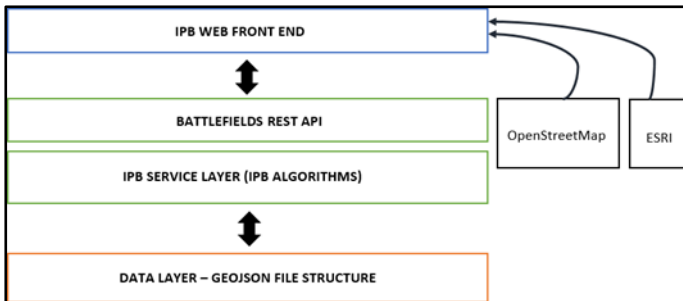 IPB WEB FRONT END
BATTLEFIELDS REST API
OpenStreetMap
ESRI
IPB SERVICE LAYER (IPB ALGORITHMS)
DATA LAYER – GEOJSON FILE STRUCTURE